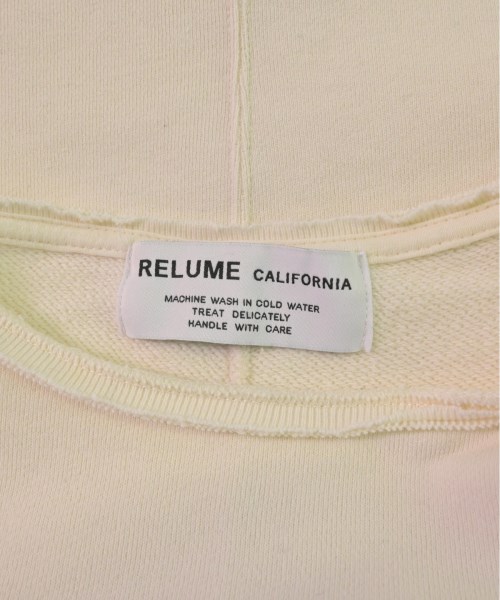 RELUME CALIFORNIA
MACHINE WASH IN COLD WATER
TREAT DELICATELY
HANDLE WITH CARE